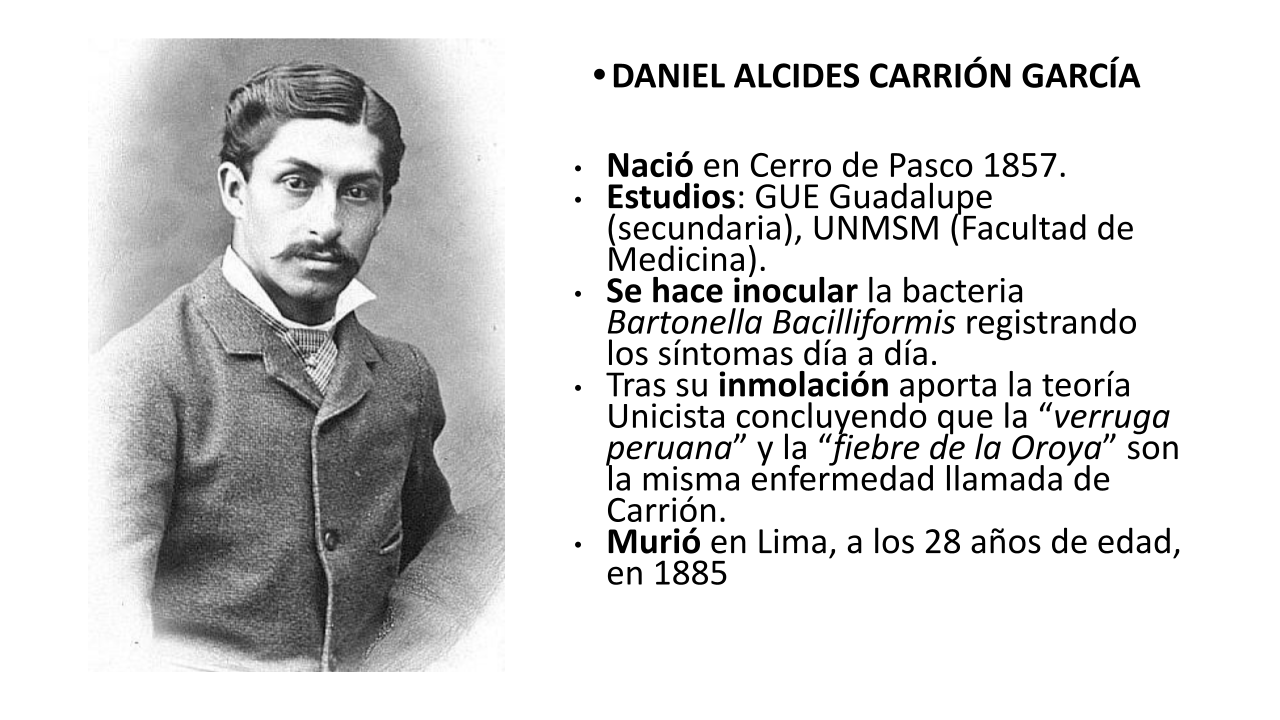 •DANIEL ALCIDES CARRIÓN GARCÍA
• Nació en Cerro de Pasco 1857.
• Estudios: GUE Guadalupe
(secundaria), UNMSM (Facultad de
Medicina).
• Se hace inocular la bacteria
Bartonella Bacilliformis registrando
los síntomas día a día.
• Tras su inmolación aporta la teoría
Unicista concluyendo que la “verruga
peruana” y la “fiebre de la Oroya” son
la misma enfermedad llamada de
Carrión.
• Murió en Lima, a los 28 años de edad,
en 1885